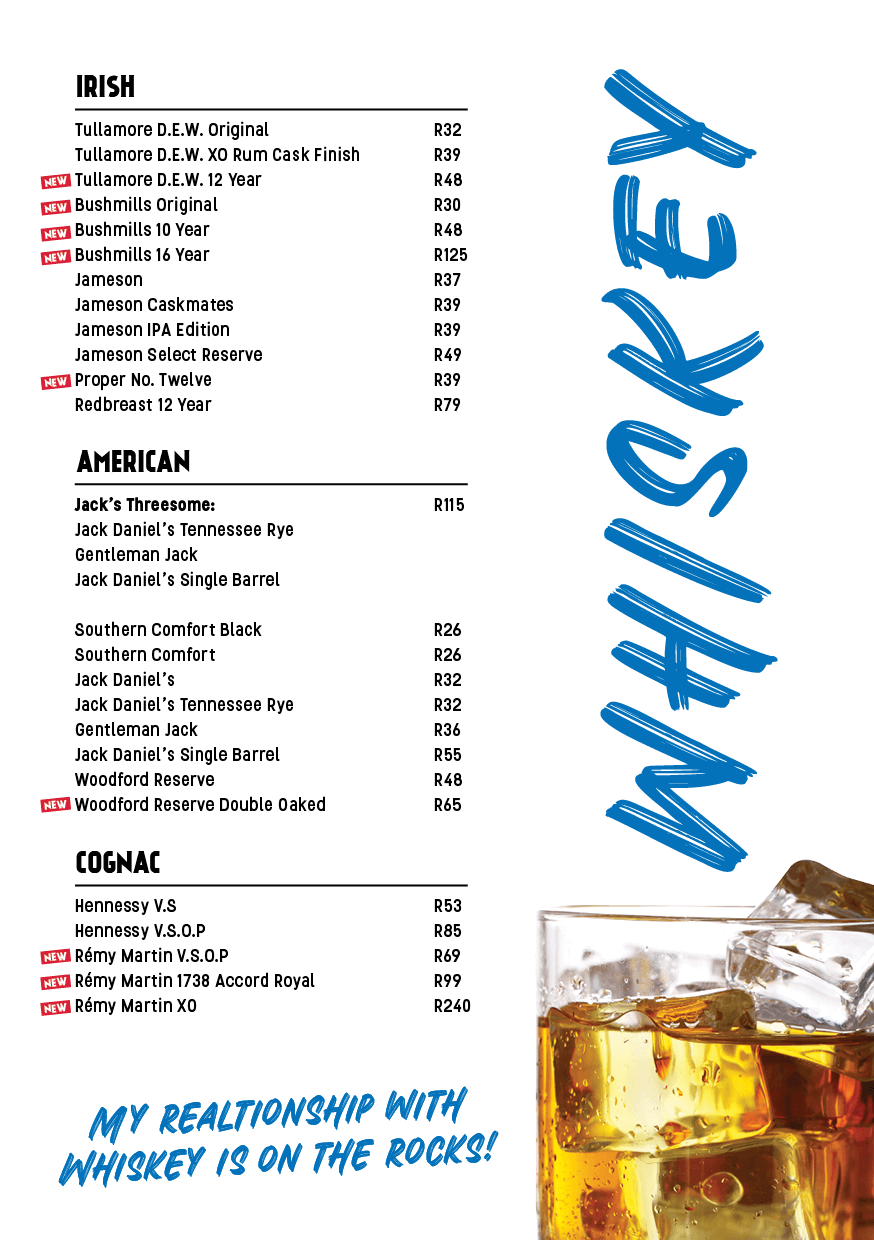 IRISH
Tullamore D.E.W. Original R32
Tullamore D.E.W. XO Rum Cask Finish R39
NEW Tullamore D.E.W. 12 Year R48
NEW Bushmills Original R30
NEW Bushmills 10 Year R48
NEW Bushmills 16 Year R125
Jameson R37
Jameson Caskmates R39
Jameson IPA Edition R39
Jameson Select Reserve R49
NEW Proper No. Twelve R39
Redbreast 12 Year R79
AMERICAN
Jack's Threesome: R115
Jack Daniel's Tennessee Rye
Gentleman Jack
Jack Daniel's Single Barrel
Southern Comfort Black R26
Southern Comfort R26
Jack Daniel's R32
Jack Daniel's Tennessee Rye R32
Gentleman Jack R36
Jack Daniel's Single Barrel R55
Woodford Reserve R48
NEW Woodford Reserve Double Oaked R65
COGNAC
Hennessy V.S R53
Hennessy V.S.O.P R85
NEW Rémy Martin V.S.O.P R69
NEW Rémy Martin 1738 Accord Royal R99
NEW Rémy Martin XO R240
MY REALTIONSHIP WITH
WHISKEY IS ON THE ROCKS!
WHISKEY